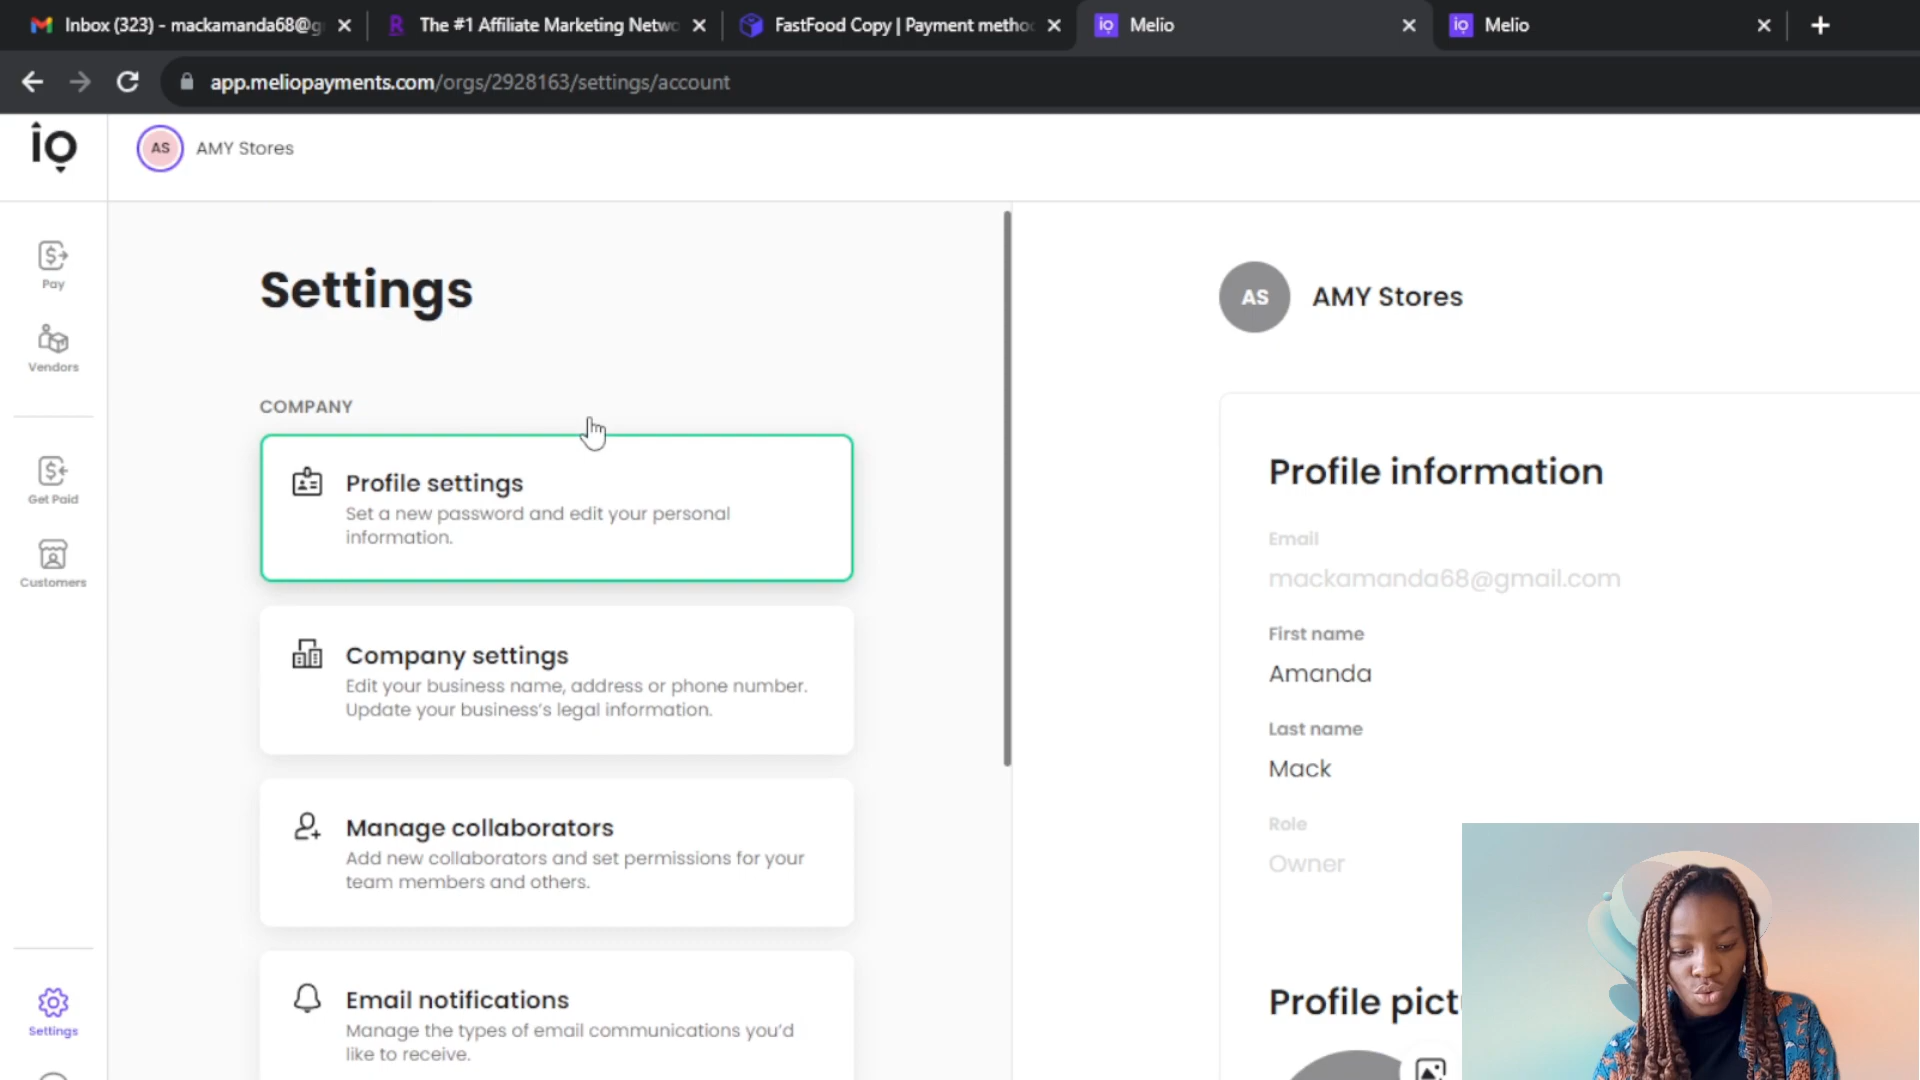 Inbox (323) - mackamanda68@g
The #1 Affiliate Marketing Netwo
FastFood Copy | Payment metho
Melio
Melio
app.meliopayments.com/orgs/2928163/settings/account
AS
AMY Stores
Pay
Vendors
Get Paid
Customers
Settings
Settings
COMPANY
Profile settings
Set a new password and edit your personal
information.
Company settings
Edit your business name, address or phone number.
Update your business's legal information.
Manage collaborators
Add new collaborators and set permissions for your
team members and others.
Email notifications
Manage the types of email communications you'd
like to receive.
AS
AMY Stores
Profile information
Email
mackamanda68@gmail.com
First name
Amanda
Last name
Mack
Role
Owner
Profile pict